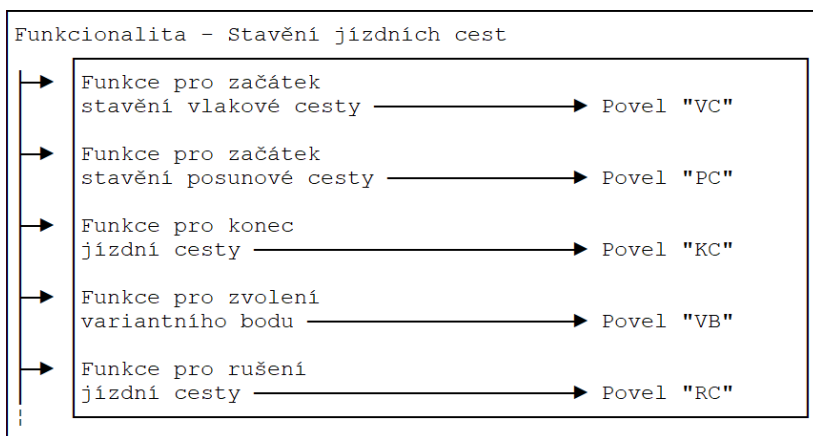 Funkcionalita – Stavění jízdních cest
Funkce pro začátek
stavění vlakové cesty Povel "VC"
Funkce pro začátek
stavění posunové cesty Povel "PC"
Funkce pro konec
jízdní cesty Povel "KC"
Funkce pro zvolení
variantního bodu Povel "VB"
Funkce pro rušení
jízdní cesty Povel "RC"